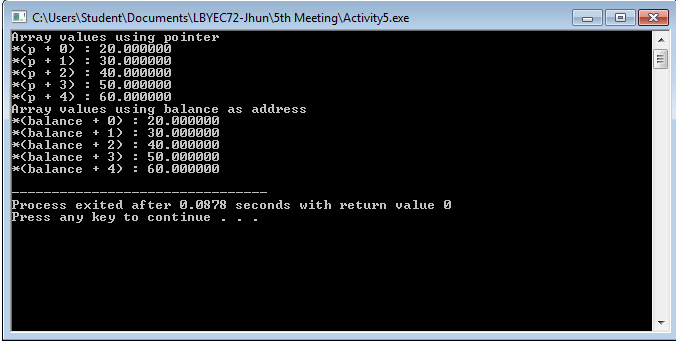 C:\Users\Student\Documents\LBYEC72-Jhun\5th Meeting\Activity5.exe
Array values using pointer
*(p + 0) : 20.000000
*(p + 1) : 30.000000
*(p + 2) : 40.000000
*(p + 3) : 50.000000
*(p + 4) : 60.000000
Array values using balance as address
*(balance + 0) : 20.000000
*(balance + 1) : 30.000000
*(balance + 2) : 40.000000
*(balance + 3) : 50.000000
*(balance + 4) : 60.000000
--------------------------------
Process exited after 0.0878 seconds with return value 0
Press any key to continue . . .